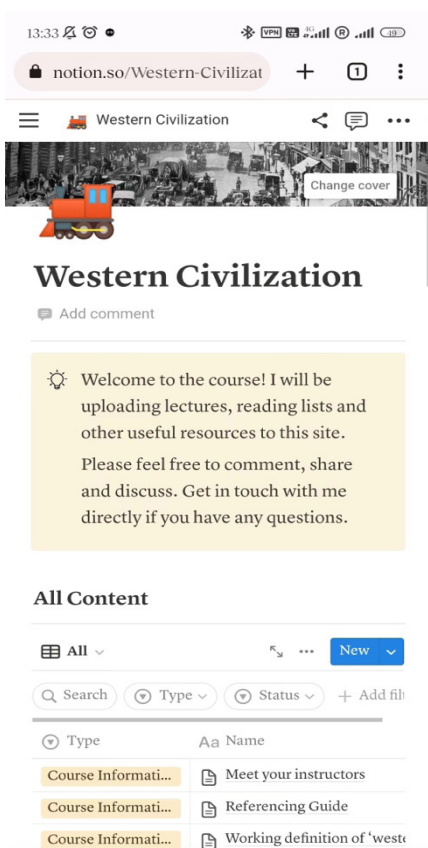 13:33 VPN 4G R 49
notion.so/Western-Civilizat 1
Western Civilization
Change cover
Western Civilization
Add comment
Welcome to the course! I will be
uploading lectures, reading lists and
other useful resources to this site.
Please feel free to comment, share
and discuss. Get in touch with me
directly if you have any questions.
All Content
All New
Search Type Status + Add filt
Type Aa Name
Course Informati... Meet your instructors
Course Informati... Referencing Guide
Course Informati... Working definition of ‘weste